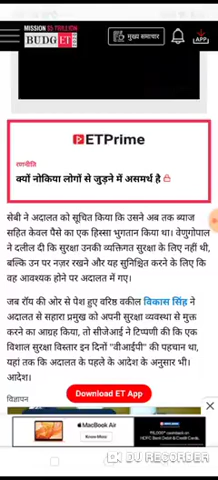 MISSION $5 TRILLION
BUDGET
मुख्य समाचार
APP
ETPrime
रणनीति
क्यों नोकिया लोगों से जुड़ने में असमर्थ है
सेबी ने अदालत को सूचित किया कि उसने अब तक ब्याज
सहित केवल पैसे का एक हिस्सा भुगतान किया था। वेणुगोपाल
ने दलील दी कि सुरक्षा उनकी व्यक्तिगत सुरक्षा के लिए नहीं थी,
बल्कि उन पर नज़र रखने और यह सुनिश्चित करने के लिए कि
वह आवश्यक होने पर अदालत में गए।
जब रॉय की ओर से पेश हुए वरिष्ठ वकील विकास सिंह ने
अदालत से सहारा प्रमुख को अपनी सुरक्षा व्यवस्था से मुक्त
करने का आग्रह किया, तो सीजेआई ने टिप्पणी की कि एक
विशाल सुरक्षा विस्तार इन दिनों "वीआईपी" की पहचान था,
यहां तक कि अदालत के पहले के आदेश के अनुसार भी।
आदेश।
Download ET App
विज्ञापन
MacBook Air
Know More
DU RECORDER